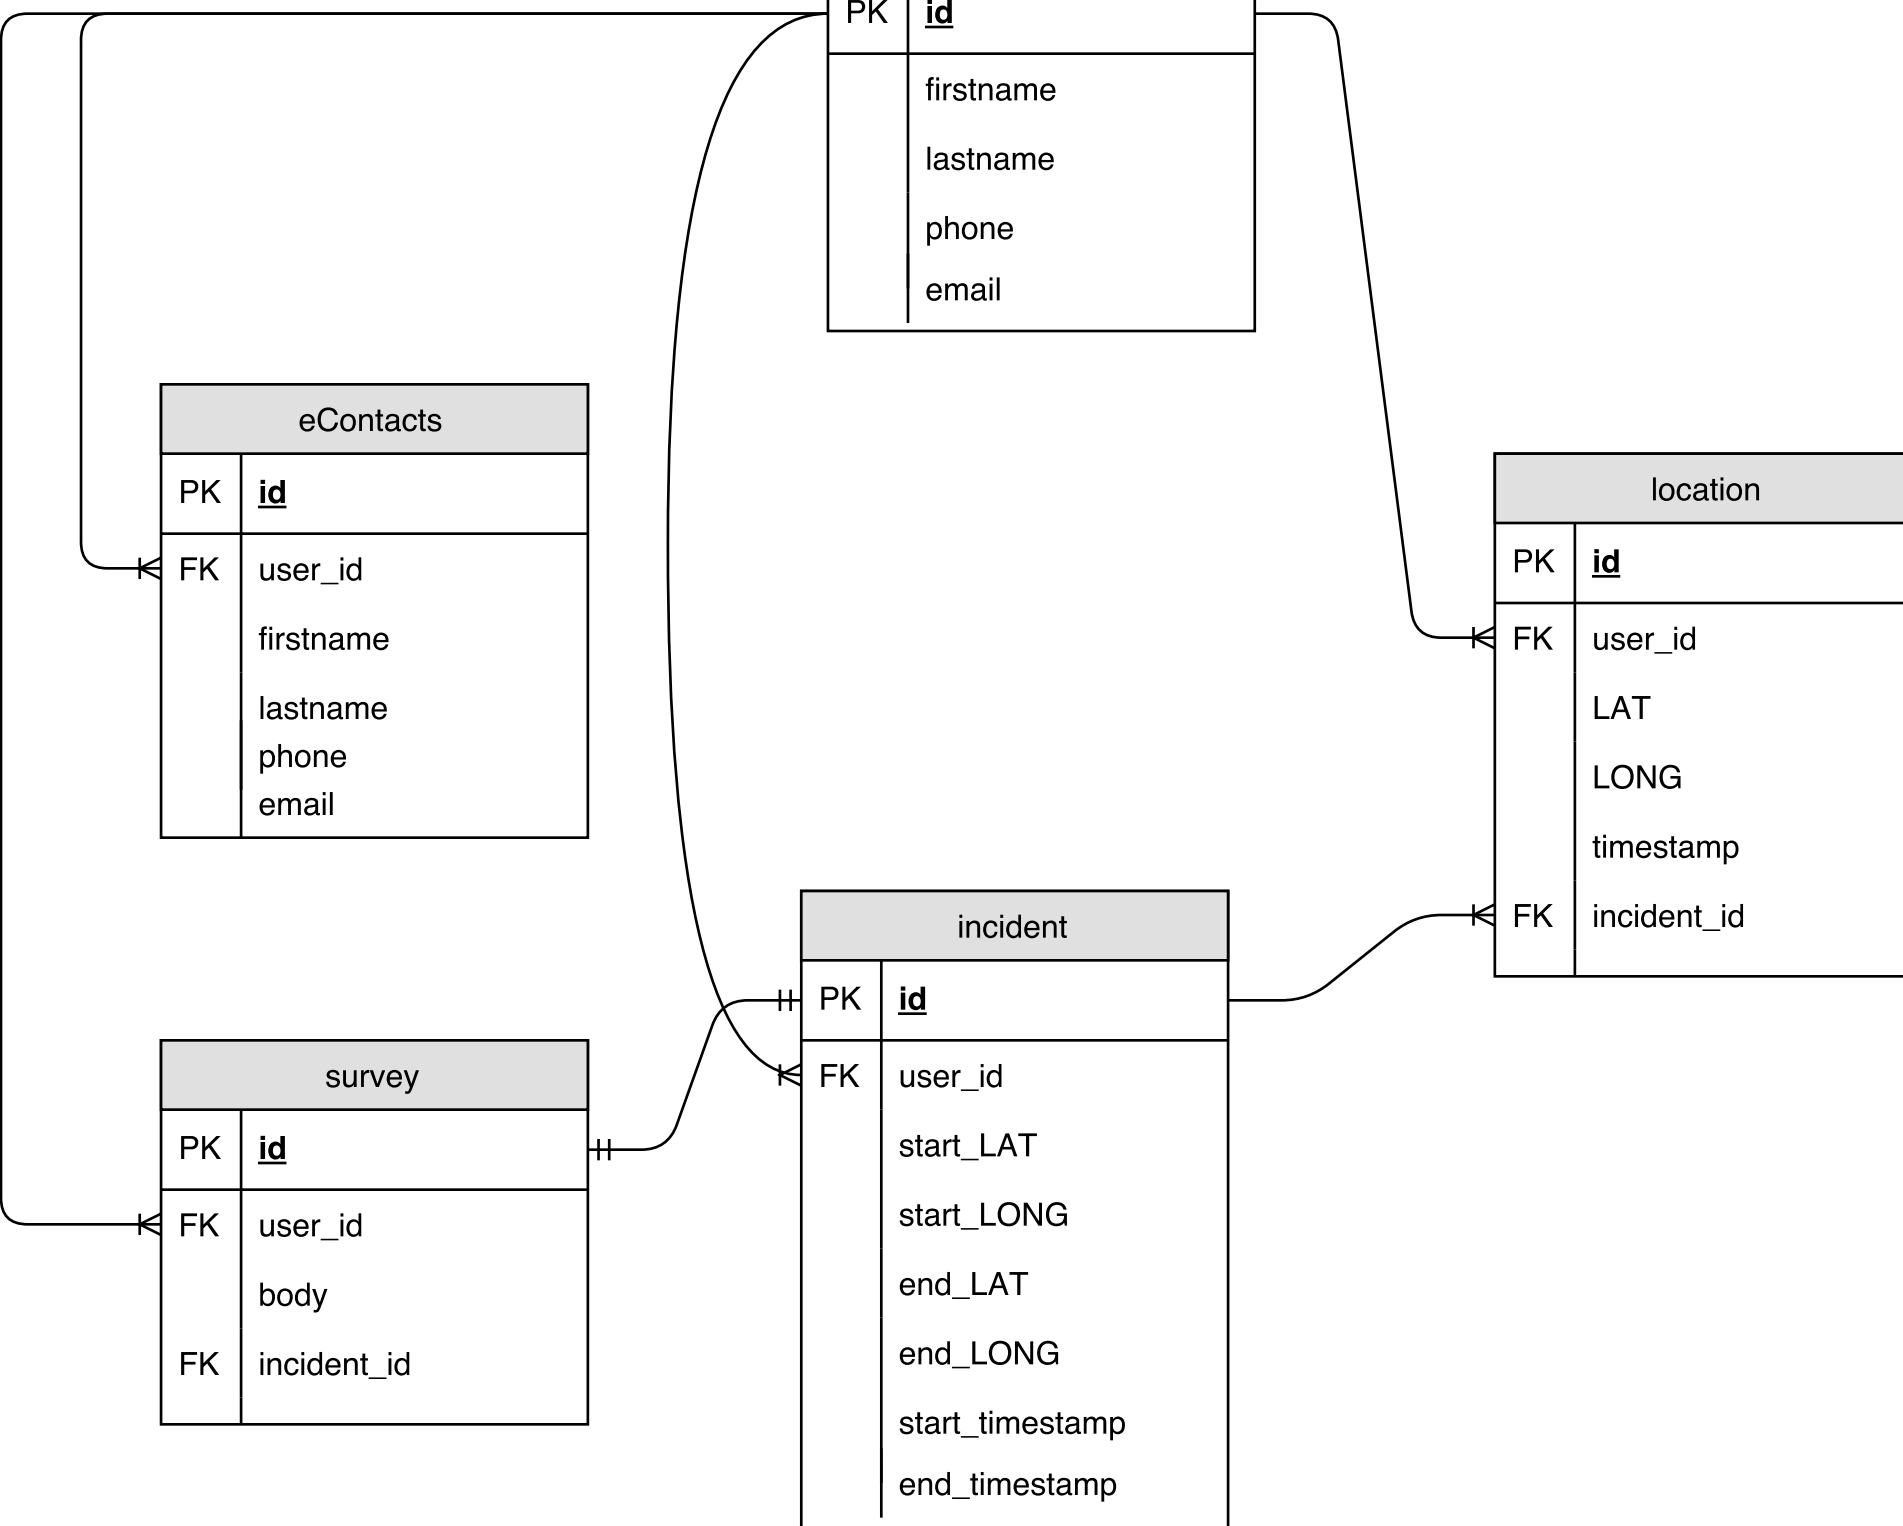 PK id
firstname
lastname
phone
email
eContacts
PK id
FK user_id
firstname
lastname
phone
email
location
PK id
FK user_id
LAT
LONG
timestamp
FK incident_id
incident
PK id
FK user_id
start_LAT
start_LONG
end_LAT
end_LONG
start_timestamp
end_timestamp
survey
PK id
FK user_id
body
FK incident_id